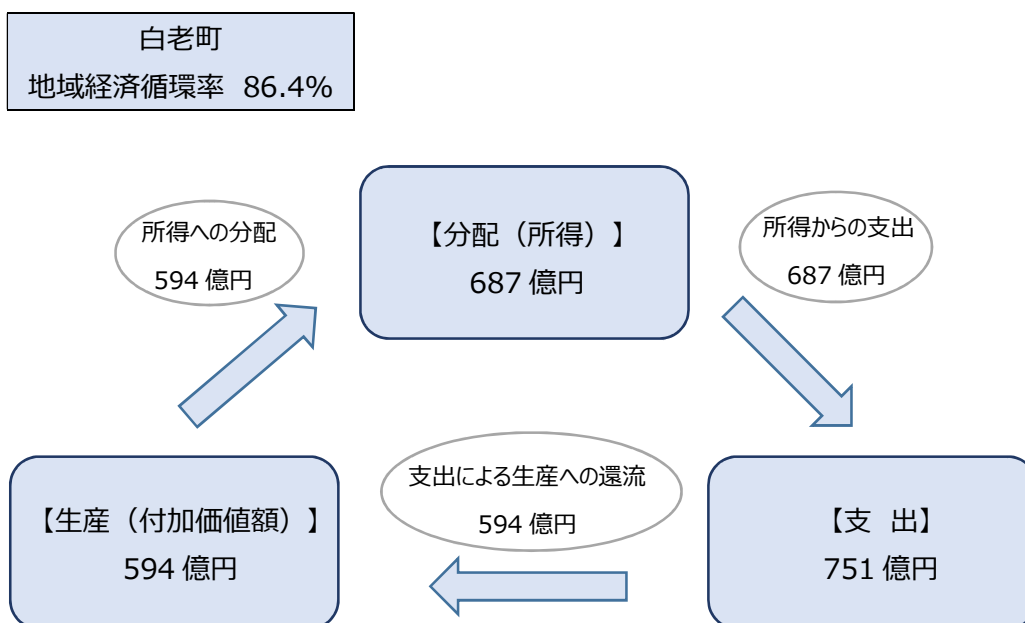 白老町
地域経済循環率 86.4%
所得への分配
594 億円
【分配（所得）】
687 億円
所得からの支出
687 億円
【生産（付加価値額）】
594 億円
支出による生産への還流
594 億円
【支 出】
751 億円